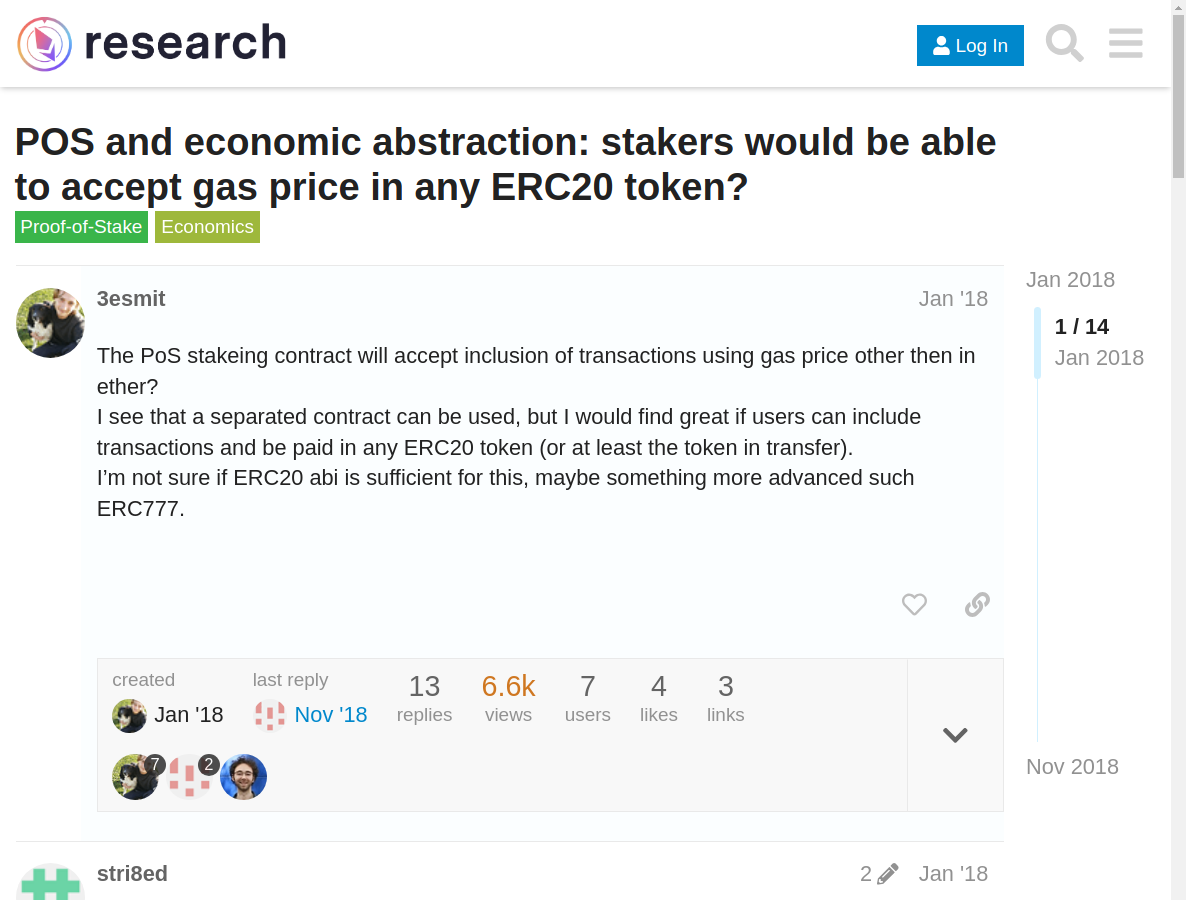 research
Log In
POS and economic abstraction: stakers would be able
to accept gas price in any ERC20 token?
Proof-of-Stake Economics
3esmit Jan '18
The PoS stakeing contract will accept inclusion of transactions using gas price other then in
ether?
I see that a separated contract can be used, but I would find great if users can include
transactions and be paid in any ERC20 token (or at least the token in transfer).
I’m not sure if ERC20 abi is sufficient for this, maybe something more advanced such
ERC777.
Jan 2018
1 / 14
Jan 2018
Nov 2018
created
Jan '18
last reply
Nov '18
13
replies
6.6k
views
7
users
4
likes
3
links
7
2
stri8ed 2 Jan '18